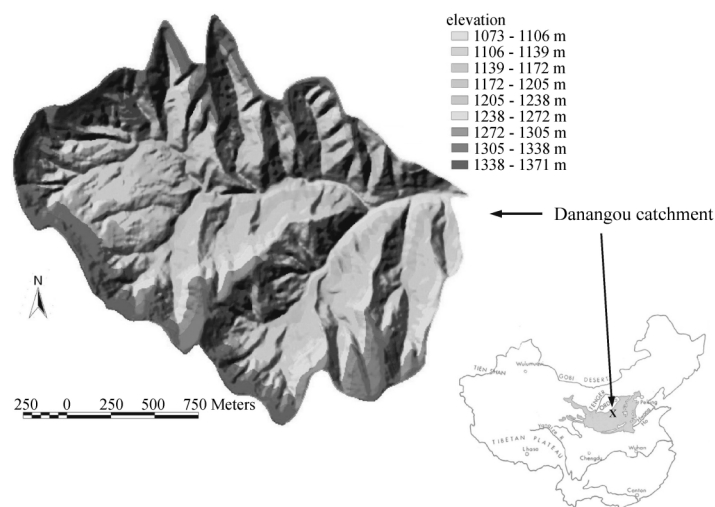 elevation
1073 - 1106 m
1106 - 1139 m
1139 - 1172 m
1172 - 1205 m
1205 - 1238 m
1238 - 1272 m
1272 - 1305 m
1305 - 1338 m
1338 - 1371 m
Danangou catchment
N
250 0 250 500 750 Meters
TIEN SHAN
GOBI DESERT
X
Peking
TIBETAN PLATEAU
Lhasa
Chengdu
Wuhan
Canton